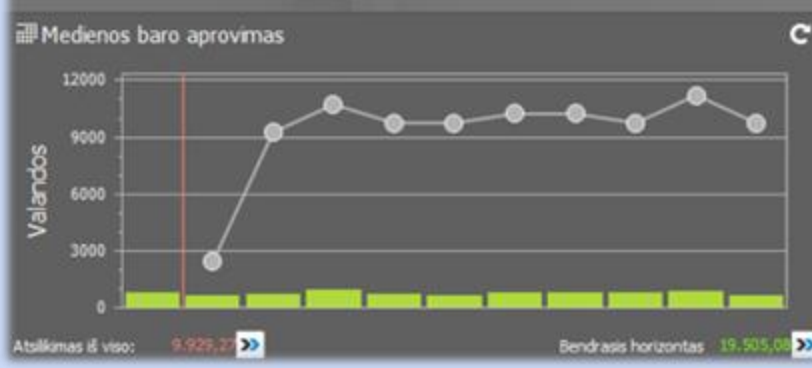 Medienos baro aprovimas
12000
9000
6000
3000
0
Valandos
Atsilikimas iš viso: 9.929,27
Bendrasis horizontas 19.505,08